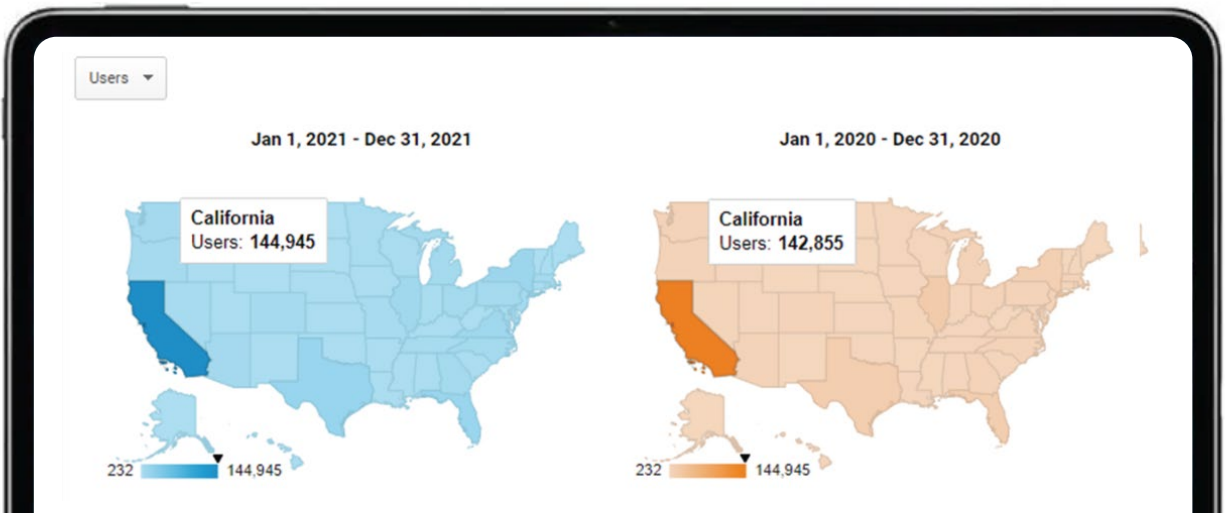 Users
Jan 1, 2021 - Dec 31, 2021
California
Users: 144,945
232
144,945
Jan 1, 2020 - Dec 31, 2020
California
Users: 142,855
232
144,945